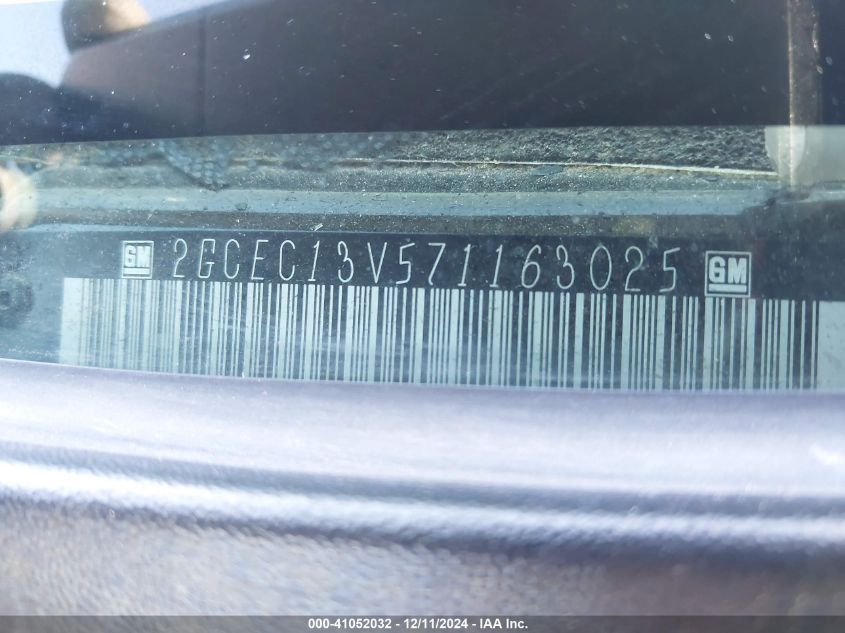 GM 2GCEC13V571163025 GM
000-41052032 - 12/11/2024 - IAA Inc.